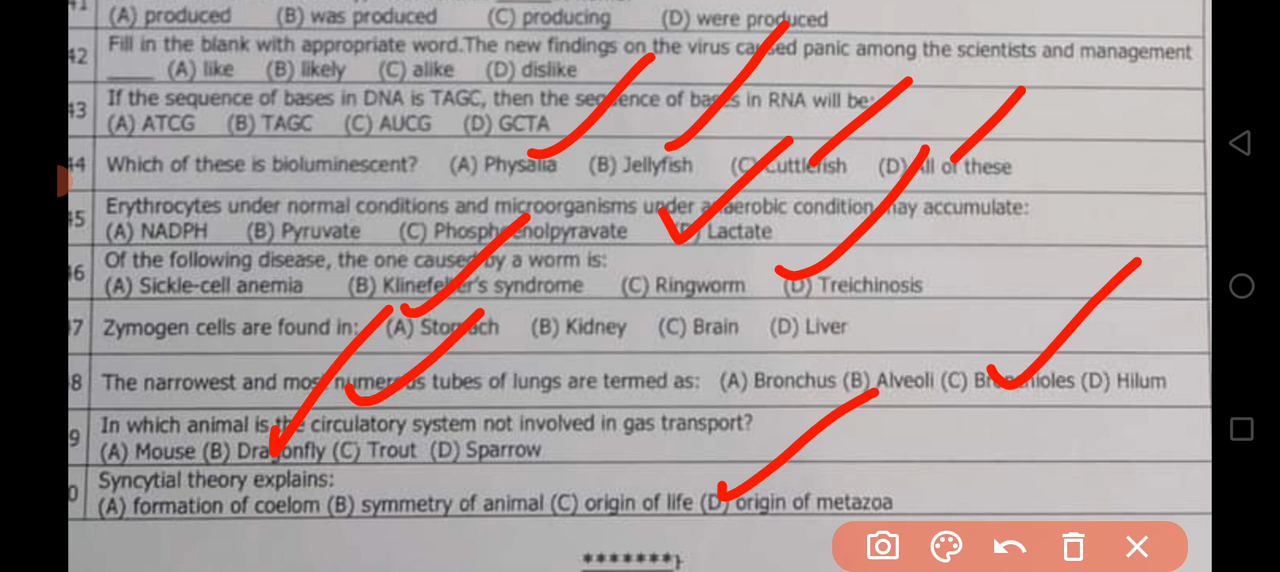 41 (A) produced (B) was produced (C) producing (D) were produced
42 Fill in the blank with appropriate word.The new findings on the virus caused panic among the scientists and management
____ (A) like (B) likely (C) alike (D) dislike
43 If the sequence of bases in DNA is TAGC, then the sequence of bases in RNA will be:
(A) ATCG (B) TAGC (C) AUCG (D) GCTA
44 Which of these is bioluminescent? (A) Physalia (B) Jellyfish (C) Cuttlefish (D) All of these
45 Erythrocytes under normal conditions and microorganisms under anaerobic condition may accumulate:
(A) NADPH (B) Pyruvate (C) Phosphoenolpyravate (D) Lactate
46 Of the following disease, the one caused by a worm is:
(A) Sickle-cell anemia (B) Klinefelter's syndrome (C) Ringworm (D) Treichinosis
7 Zymogen cells are found in: (A) Stomach (B) Kidney (C) Brain (D) Liver
8 The narrowest and most numerous tubes of lungs are termed as: (A) Bronchus (B) Alveoli (C) Bronchioles (D) Hilum
9 In which animal is the circulatory system not involved in gas transport?
(A) Mouse (B) Dragonfly (C) Trout (D) Sparrow
0 Syncytial theory explains:
(A) formation of coelom (B) symmetry of animal (C) origin of life (D) origin of metazoa
*******}